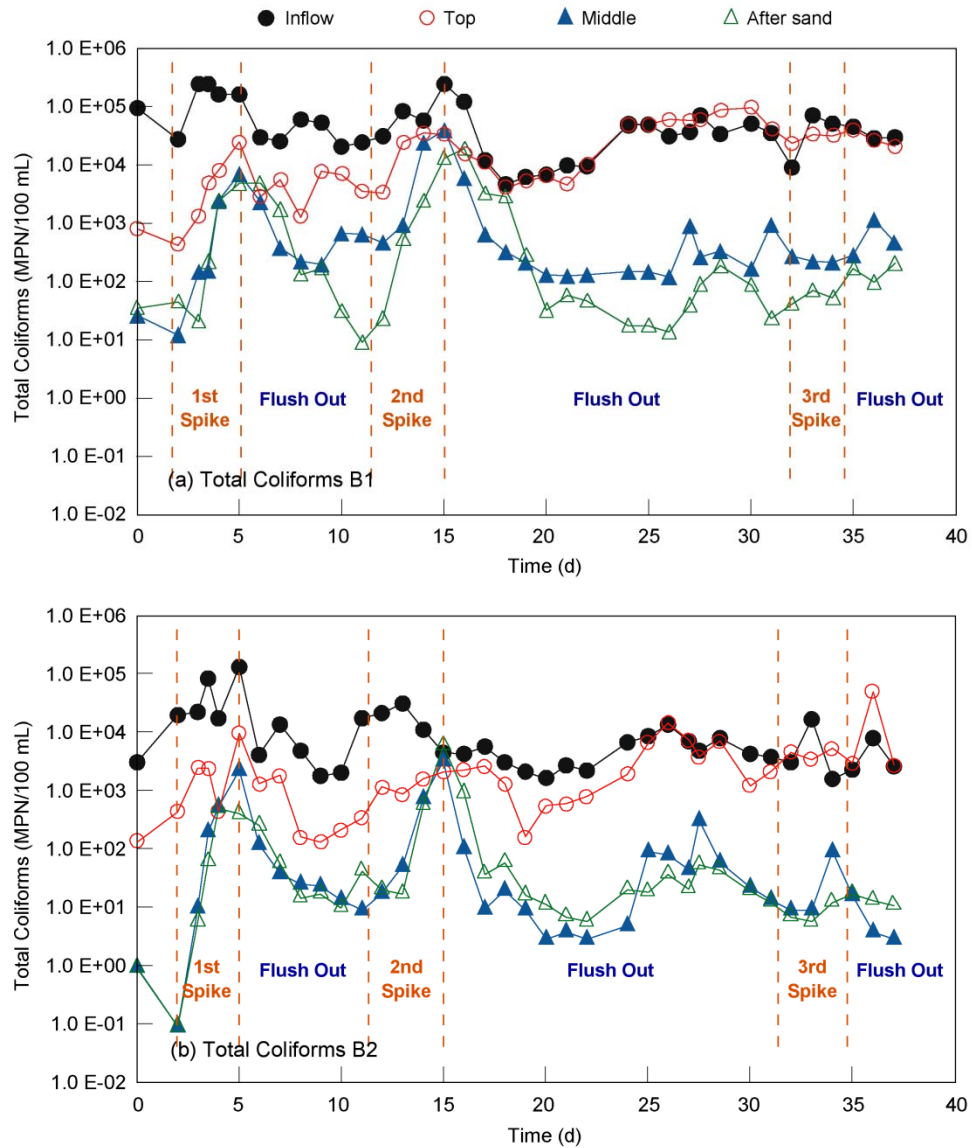 Inflow Top Middle After sand
1.0 E+06
1.0 E+05
1.0 E+04
1.0 E+03
1.0 E+02
1.0 E+01
1.0 E+00
1.0 E-01
1.0 E-02
Total Coliforms (MPN/100 mL)
1st
Spike
Flush Out
2nd
Spike
Flush Out
3rd
Spike
Flush Out
(a) Total Coliforms B1
0 5 10 15 20 25 30 35 40
Time (d)
1.0 E+06
1.0 E+05
1.0 E+04
1.0 E+03
1.0 E+02
1.0 E+01
1.0 E+00
1.0 E-01
1.0 E-02
Total Coliforms (MPN/100 mL)
1st
Spike
Flush Out
2nd
Spike
Flush Out
3rd
Spike
Flush Out
(b) Total Coliforms B2
0 5 10 15 20 25 30 35 40
Time (d)